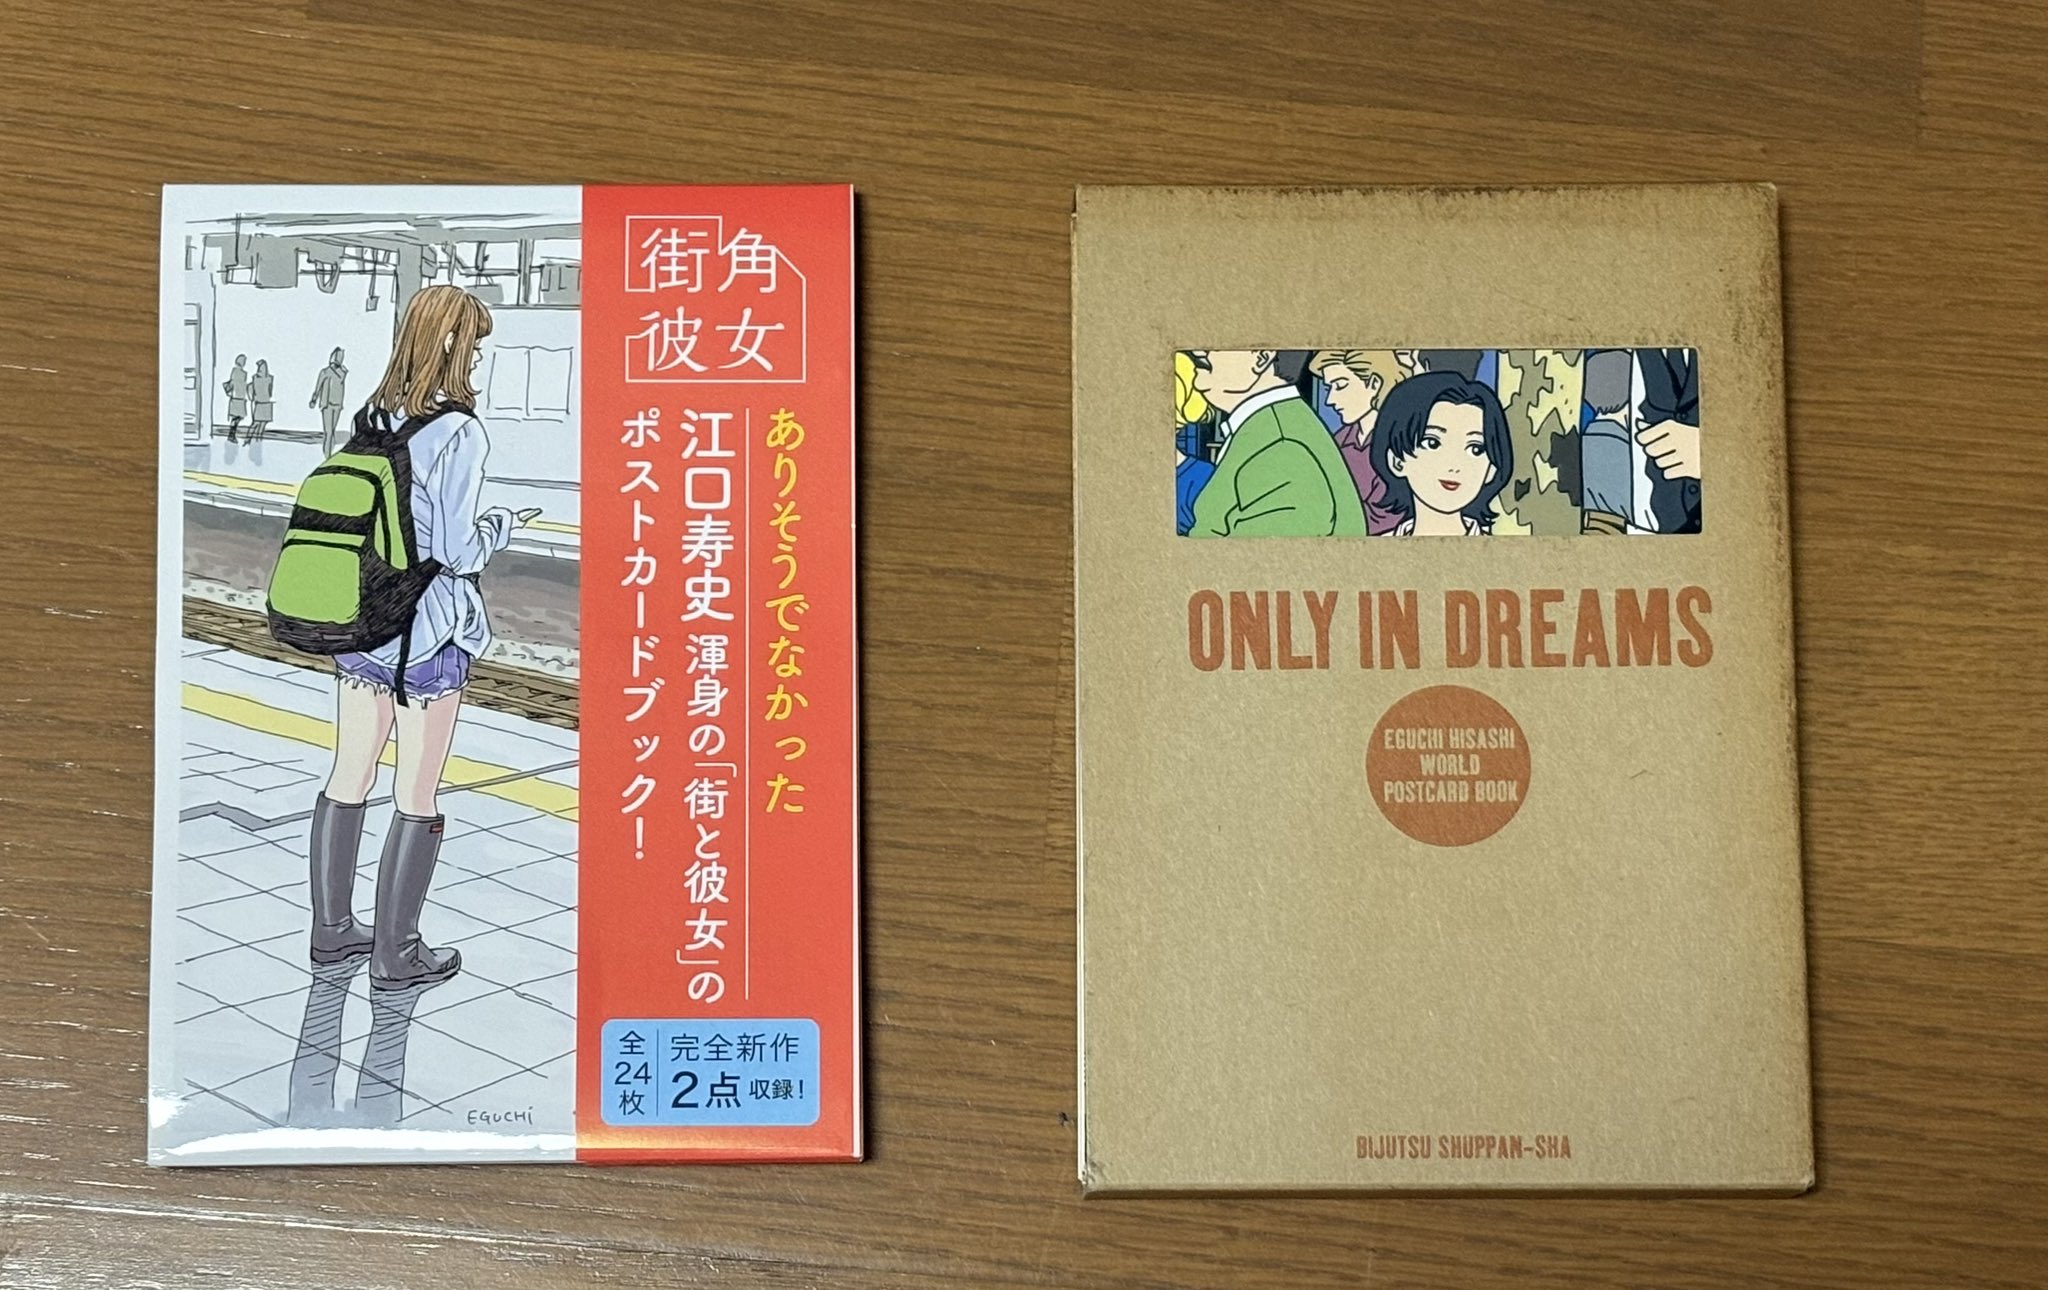 街角
彼女
ありそうでなかった
江口寿史 渾身の「街と彼女」の
ポストカードブック!
全
24
枚
完全新作
2点収録!
EGUCHi
ONLY IN DREAMS
EGUCHI HISASHI
WORLD
POSTCARD BOOK
BIJUTSU SHUPPAN-SHA